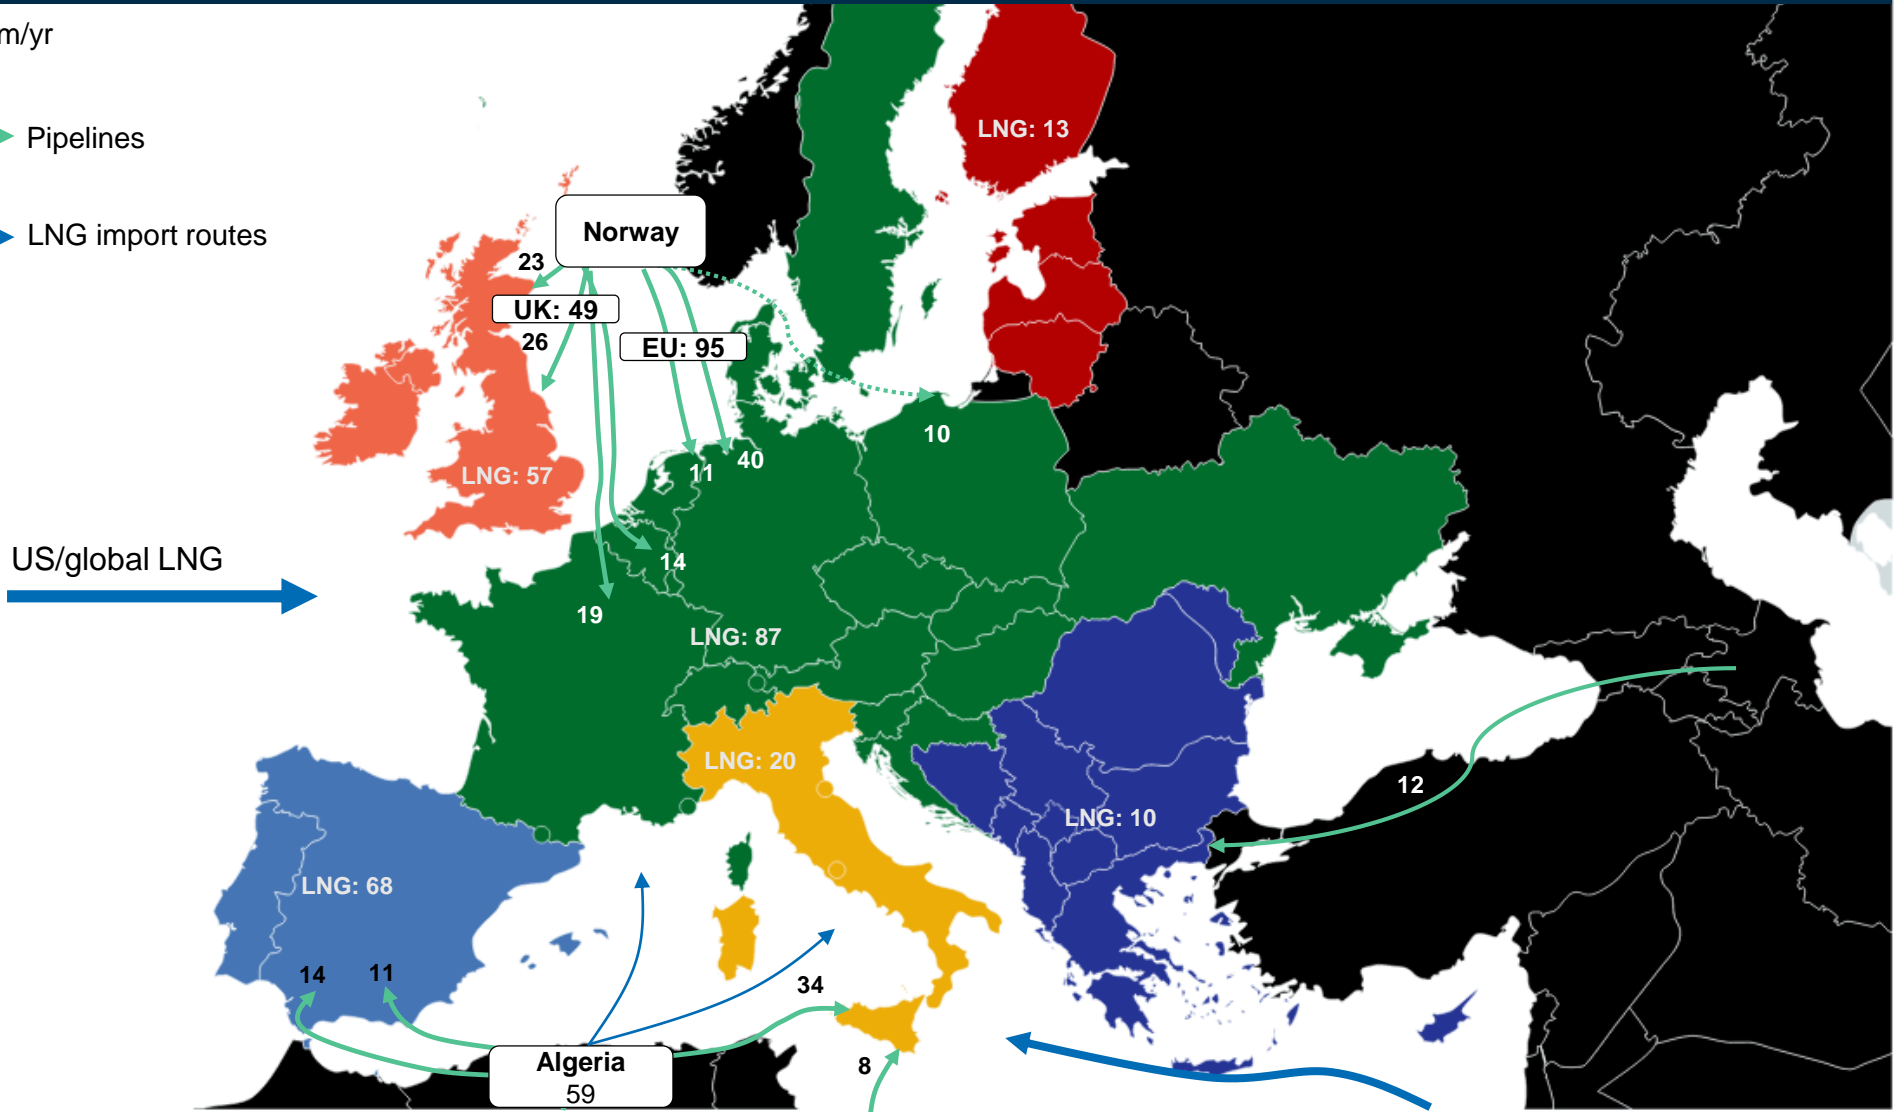 m/yr
Pipelines
LNG import routes
LNG: 13
Norway
23
UK: 49
26
EU: 95
10
40
11
LNG: 57
US/global LNG
14
19
LNG: 87
LNG: 20
12
LNG: 10
LNG: 68
14
11
34
Algeria
59
8